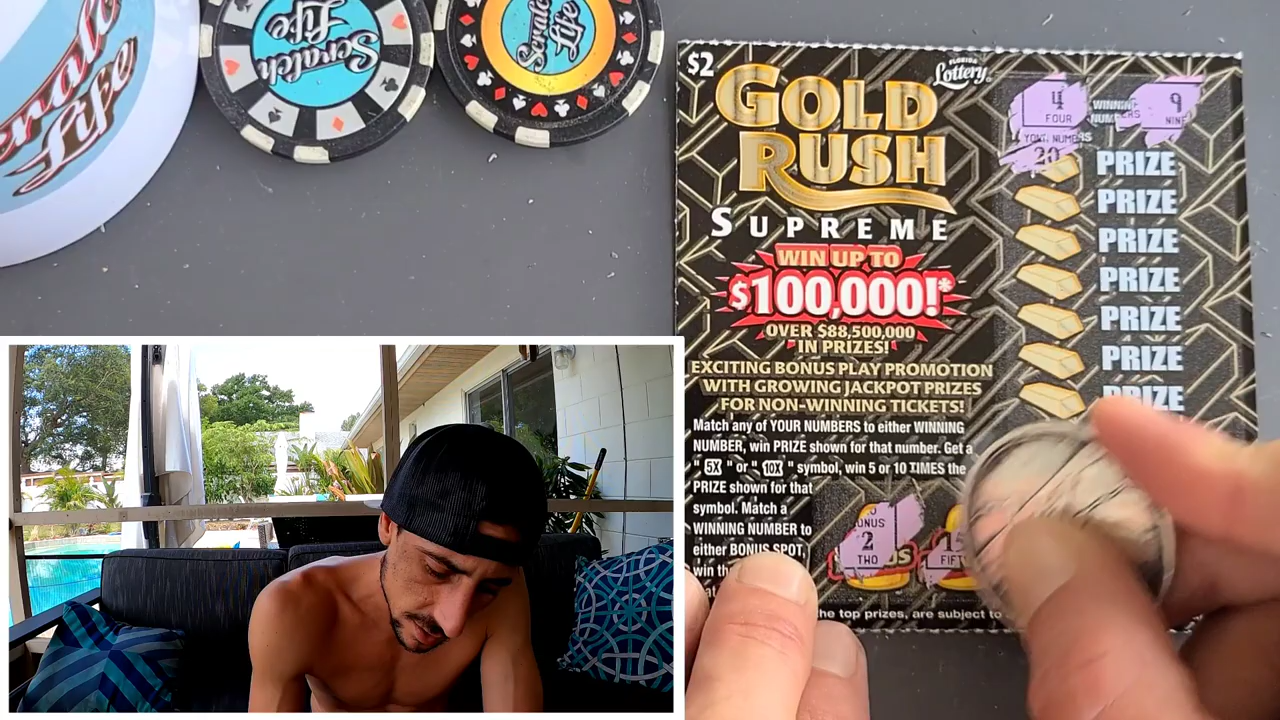 Scratch
Life
Scratch
Life
Scratch
Life
$2
FLORIDA
Lottery
GOLD
RUSH
SUPREME
WIN UP TO
$100,000!*
OVER $88,500,000
IN PRIZES!
EXCITING BONUS PLAY PROMOTION
WITH GROWING JACKPOT PRIZES
FOR NON-WINNING TICKETS!
Match any of YOUR NUMBERS to either WINNING
NUMBER, win PRIZE shown for that number. Get a
"5X" or "10X" symbol, win 5 or 10 TIMES the
PRIZE shown for that
symbol. Match a
WINNING NUMBER to
either BONUS SPOT,
win
4
FOUR
WINNING
NUMBERS
9
NINE
YOUR NUMBERS
20
PRIZE
PRIZE
PRIZE
PRIZE
PRIZE
PRIZE
PRIZE
BONUS
2
TWO
the top prizes, are subject to